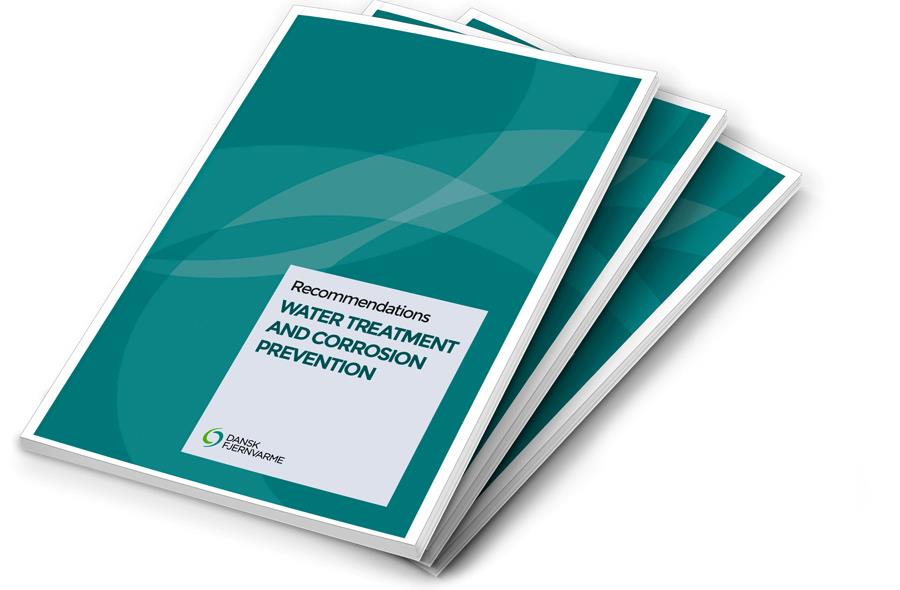 Recommendations
WATER TREATMENT
AND CORROSION
PREVENTION
DANSK
FJERNVARME